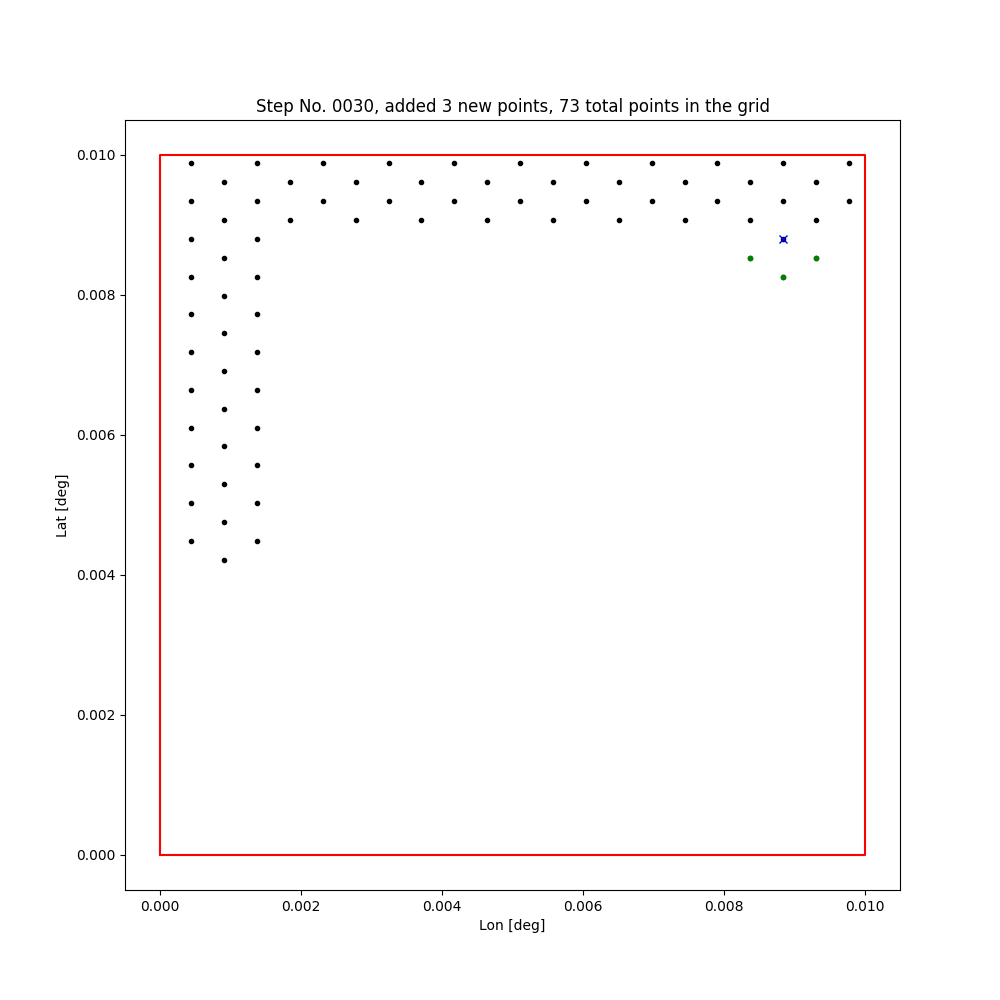 Step No. 0030, added 3 new points, 73 total points in the grid
0.010
0.008
0.006
0.004
0.002
0.000
Lat [deg]
0.000 0.002 0.004 0.006 0.008 0.010
Lon [deg]